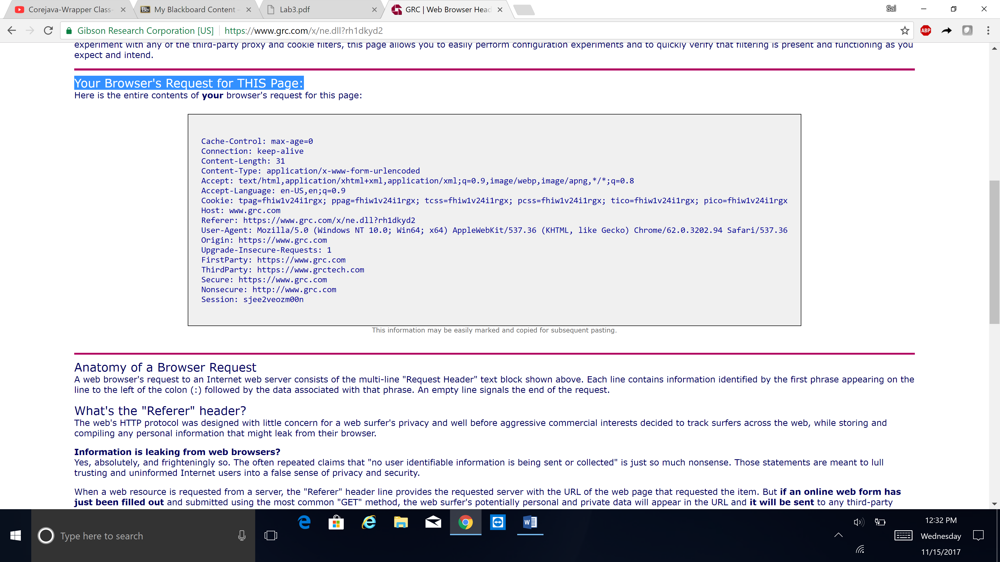 Corejava-Wrapper Class-
My Blackboard Content -
Lab3.pdf
GRC | Web Browser Head
Sai
Gibson Research Corporation [US]
https://www.grc.com/x/ne.dll?rh1dkyd2
ABP
experiment with any of the third-party proxy and cookie filters, this page allows you to easily perform configuration experiments and to quickly verify that filtering is present and functioning as you
expect and intend.
Your Browser's Request for THIS Page:
Here is the entire contents of your browser's request for this page:
Cache-Control: max-age=0
Connection: keep-alive
Content-Length: 31
Content-Type: application/x-www-form-urlencoded
Accept: text/html,application/xhtml+xml,application/xml;q=0.9,image/webp,image/apng,*/*;q=0.8
Accept-Language: en-US,en;q=0.9
Cookie: tpag=fhiw1v24i1rgx; ppag=fhiw1v24i1rgx; tcss=fhiw1v24i1rgx; pcss=fhiw1v24i1rgx; tico=fhiw1v24i1rgx; pico=fhiw1v24i1rgx
Host: www.grc.com
Referer: https://www.grc.com/x/ne.dll?rh1dkyd2
User-Agent: Mozilla/5.0 (Windows NT 10.0; Win64; x64) AppleWebKit/537.36 (KHTML, like Gecko) Chrome/62.0.3202.94 Safari/537.36
Origin: https://www.grc.com
Upgrade-Insecure-Requests: 1
FirstParty: https://www.grc.com
ThirdParty: https://www.grctech.com
Secure: https://www.grc.com
Nonsecure: http://www.grc.com
Session: sjee2veozm00n
This information may be easily marked and copied for subsequent pasting.
Anatomy of a Browser Request
A web browser's request to an Internet web server consists of the multi-line "Request Header" text block shown above. Each line contains information identified by the first phrase appearing on the
line to the left of the colon (:) followed by the data associated with that phrase. An empty line signals the end of the request.
What's the "Referer" header?
The web's HTTP protocol was designed with little concern for a web surfer's privacy and well before aggressive commercial interests decided to track surfers across the web, while storing and
compiling any personal information that might leak from their browser.
Information is leaking from web browsers?
Yes, absolutely, and frighteningly so. The often repeated claims that "no user identifiable information is being sent or collected" is just so much nonsense. Those statements are meant to lull
trusting and uninformed Internet users into a false sense of privacy and security.
When a web resource is requested from a server, the "Referer" header line provides the requested server with the URL of the web page that requested the item. But if an online web form has
just been filled out and submitted using the most common "GET" method, the web surfer's potentially personal and private data will appear in the URL and it will be sent to any third-party
Type here to search
12:32 PM
Wednesday
11/15/2017